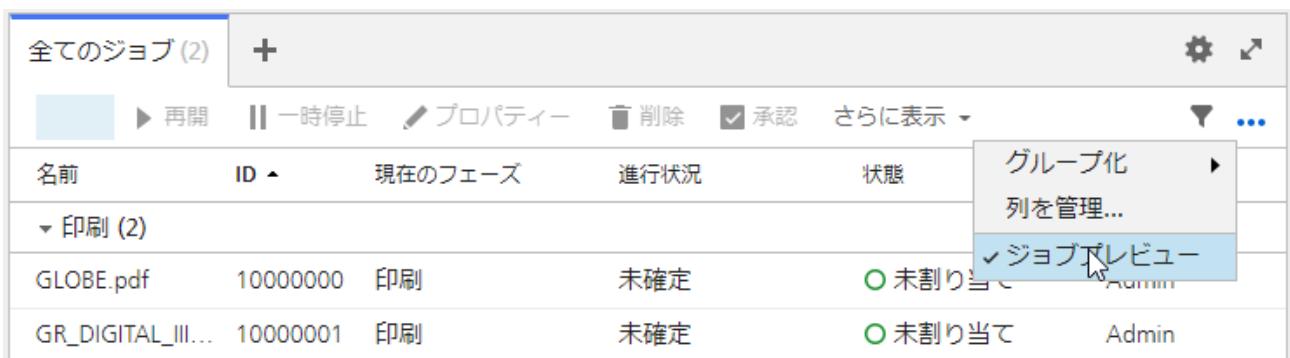 全てのジョブ (2)
再開 一時停止 プロパティー 削除 承認 さらに表示
名前 ID 現在のフェーズ 進行状況 状態
グループ化
列を管理...
ジョブプレビュー
印刷 (2)
GLOBE.pdf 10000000 印刷 未確定 未割り当て Admin
GR_DIGITAL_III... 10000001 印刷 未確定 未割り当て Admin